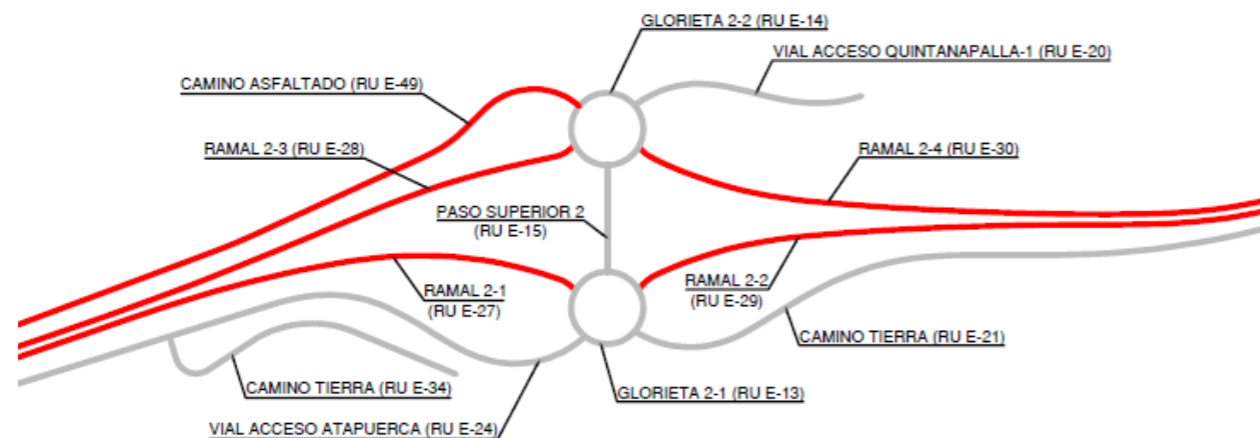 GLORIETA 2-2 (RU E-14)
VIAL ACCESO QUINTANAPALLA-1 (RU E-20)
CAMINO ASFALTADO (RU E-49)
RAMAL 2-3 (RU E-28)
RAMAL 2-4 (RU E-30)
PASO SUPERIOR 2
(RU E-15)
RAMAL 2-1
(RU E-27)
RAMAL 2-2
(RU E-29)
CAMINO TIERRA (RU E-21)
CAMINO TIERRA (RU E-34)
GLORIETA 2-1 (RU E-13)
VIAL ACCESO ATAPUERCA (RU E-24)